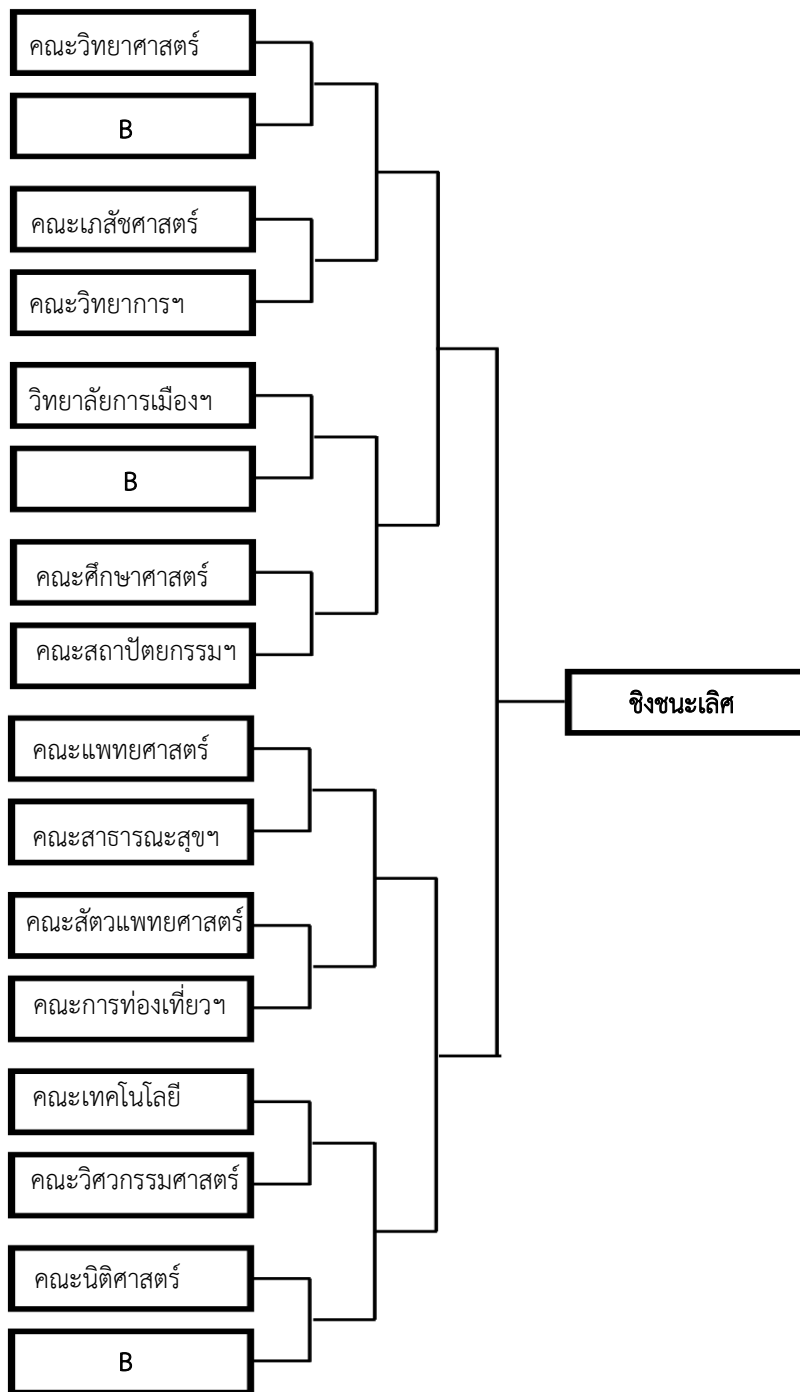 คณะวิทยาศาสตร์
B
คณะเภสัชศาสตร์
คณะวิทยาการฯ
วิทยาลัยการเมืองฯ
B
คณะศึกษาศาสตร์
คณะสถาปัตยกรรมฯ
ชิงชนะเลิศ
คณะแพทยศาสตร์
คณะสาธารณะสุขฯ
คณะสัตวแพทยศาสตร์
คณะการท่องเที่ยวฯ
คณะเทคโนโลยี
คณะวิศวกรรมศาสตร์
คณะนิติศาสตร์
B